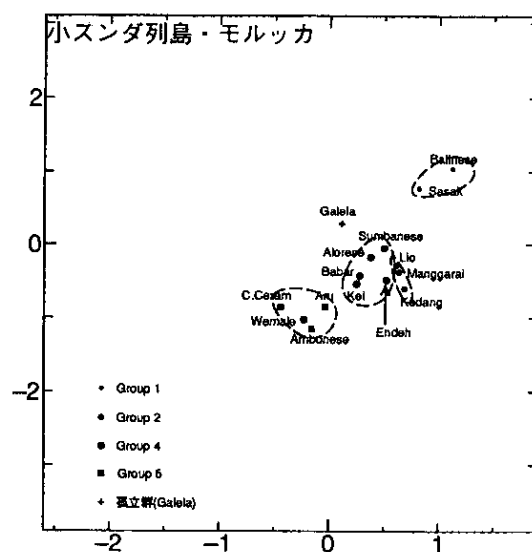 小スンダ列島・モルッカ
2
Balinese
Sasak
Galela
0
Sumbanese
Alorese
Lio
Babar
Manggarai
Kei
Kedang
C.Ceram
Aru
Wemale
Ambonese
Endeh
-2
Group 1
Group 2
Group 4
Group 5
孤立群(Galela)
-2
-1
0
1